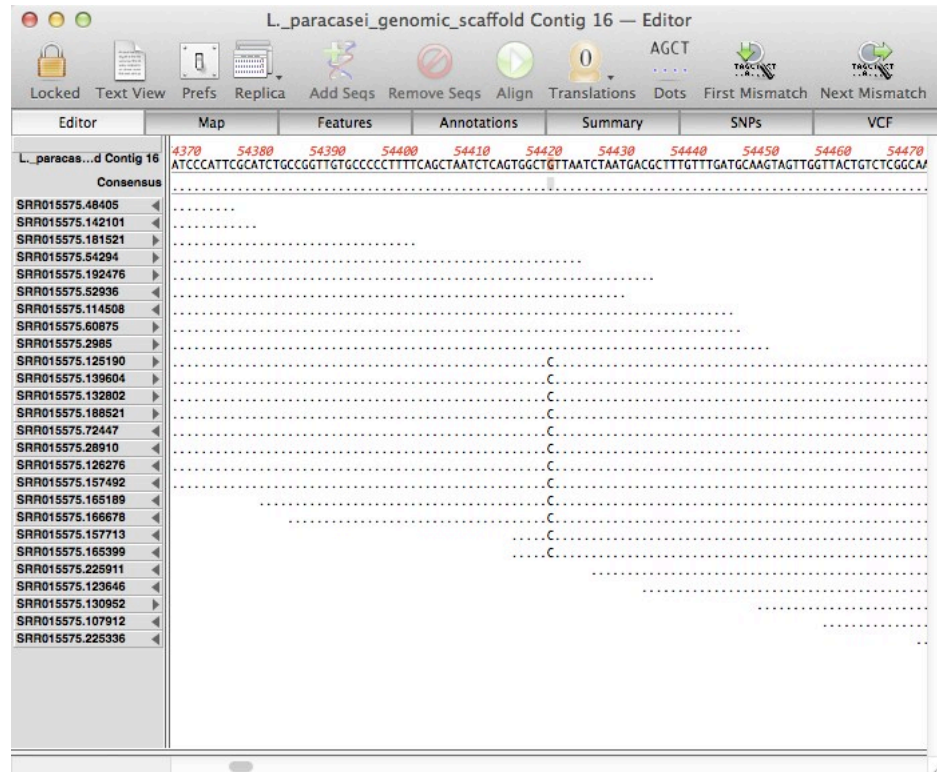 L._paracasei_genomic_scaffold Contig 16 — Editor
AGCT
0
Locked Text View Prefs Replica Add Seqs Remove Seqs Align Translations Dots First Mismatch Next Mismatch
Editor Map Features Annotations Summary SNPs VCF
4370 54380 54390 54400 54410 54420 54430 54440 54450 54460 54470
L._paracas...d Contig 16 ATCCCATTCGCATCTGCCGGTTGTGCCCCCTTTTCAGCTAATCTCAGTGGCTGTTAATCTAATGACGCTTTGTTTGATGCAAGTAGTTGGTTACTGTCTCGGCAA
Consensus
SRR015575.48405
SRR015575.142101
SRR015575.181521
SRR015575.54294
SRR015575.192476
SRR015575.52936
SRR015575.114508
SRR015575.60875
SRR015575.2985
SRR015575.125190 C
SRR015575.139604 C
SRR015575.132802 C
SRR015575.188521 C
SRR015575.72447 C
SRR015575.28910 C
SRR015575.126276 C
SRR015575.157492 C
SRR015575.165189 C
SRR015575.166678 C
SRR015575.157713 C
SRR015575.165399 C
SRR015575.225911
SRR015575.123646
SRR015575.130952
SRR015575.107912
SRR015575.225336